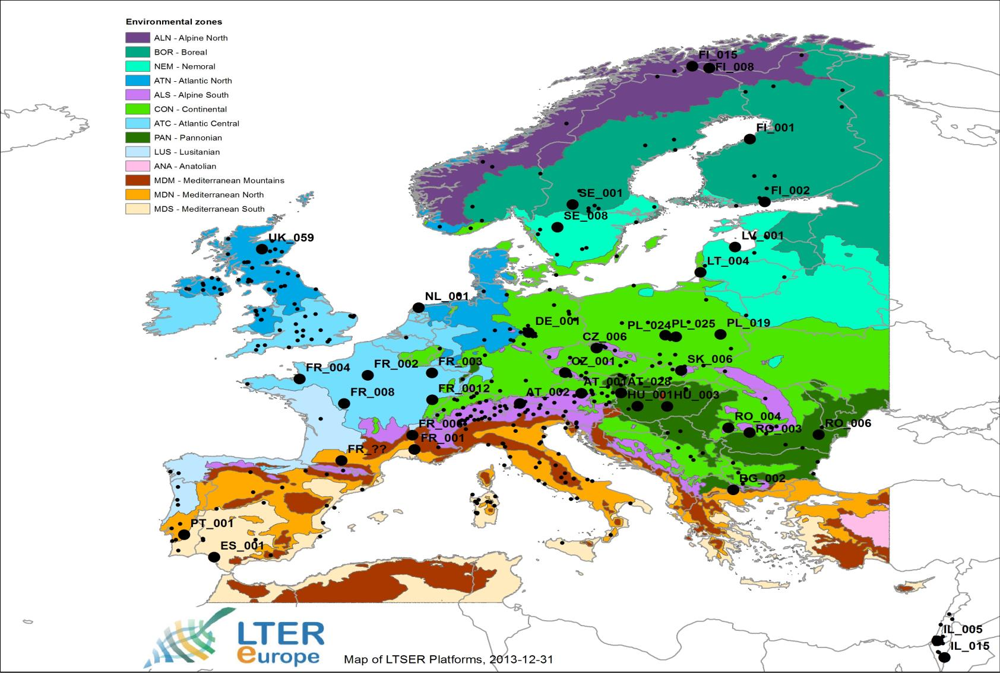 Environmental zones
ALN - Alpine North
BOR - Boreal
NEM - Nemoral
ATN - Atlantic North
ALS - Alpine South
CON - Continental
ATC - Atlantic Central
PAN - Pannonian
LUS - Lusitanian
ANA - Anatolian
MDM - Mediterranean Mountains
MDN - Mediterranean North
MDS - Mediterranean South
FI_015
FI_008
FI_001
FI_002
SE_001
SE_008
UK_059
LV_001
LT_004
NL_001
DE_001
PL_024
PL_025
PL_019
CZ_006
CZ_001
SK_006
FR_004
FR_002
FR_003
FR_008
FR_0012
AT_001
AT_028
AT_002
HU_001
HU_003
FR_006
FR_001
FR_??
RO_004
RO_003
RO_006
BG_002
PT_001
ES_001
IL_005
IL_015
LTER
europe
Map of LTSER Platforms, 2013-12-31